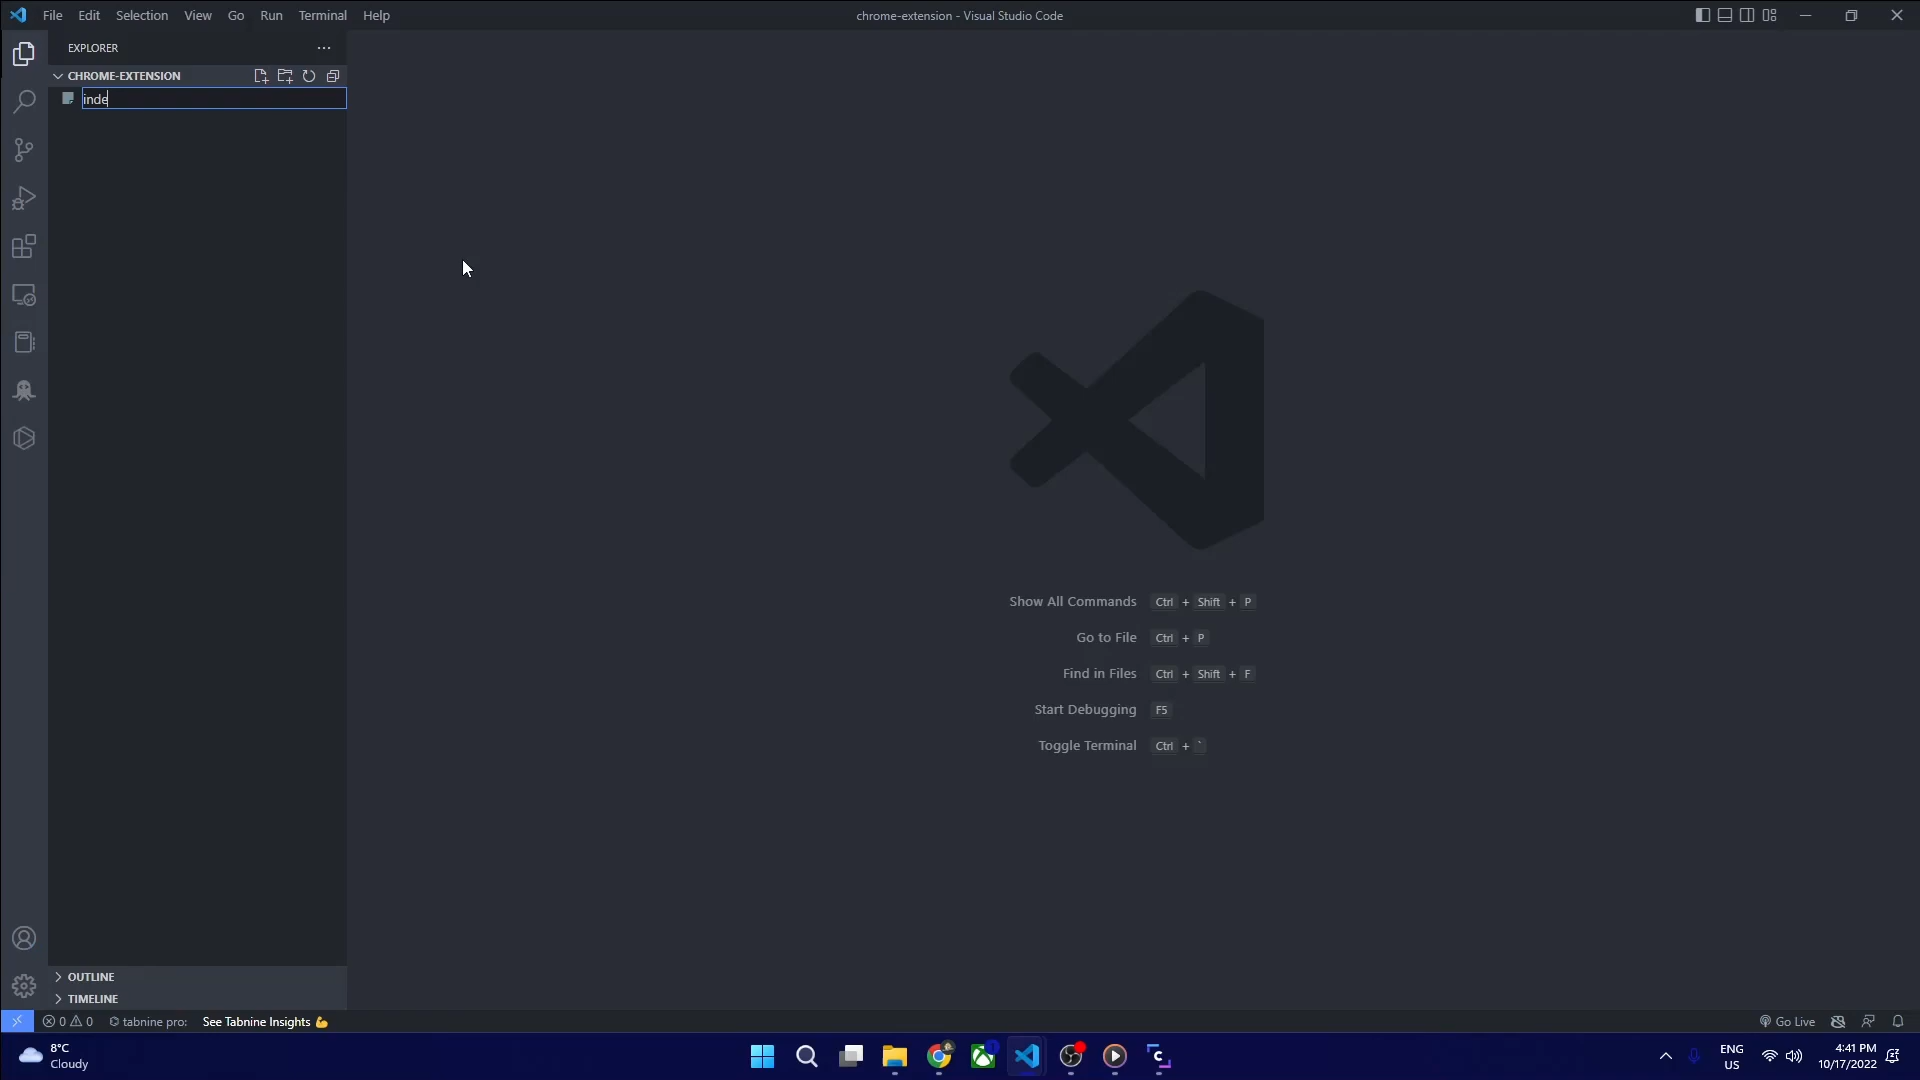 File Edit Selection View Go Run Terminal Help
chrome-extension - Visual Studio Code
EXPLORER
CHROME-EXTENSION
inde
Show All Commands Ctrl + Shift + P
Go to File Ctrl + P
Find in Files Ctrl + Shift + F
Start Debugging F5
Toggle Terminal Ctrl + `
OUTLINE
TIMELINE
0 0 tabnine pro: See Tabnine Insights 💪 Go Live
8°C
Cloudy
ENG
US
4:41 PM
10/17/2022